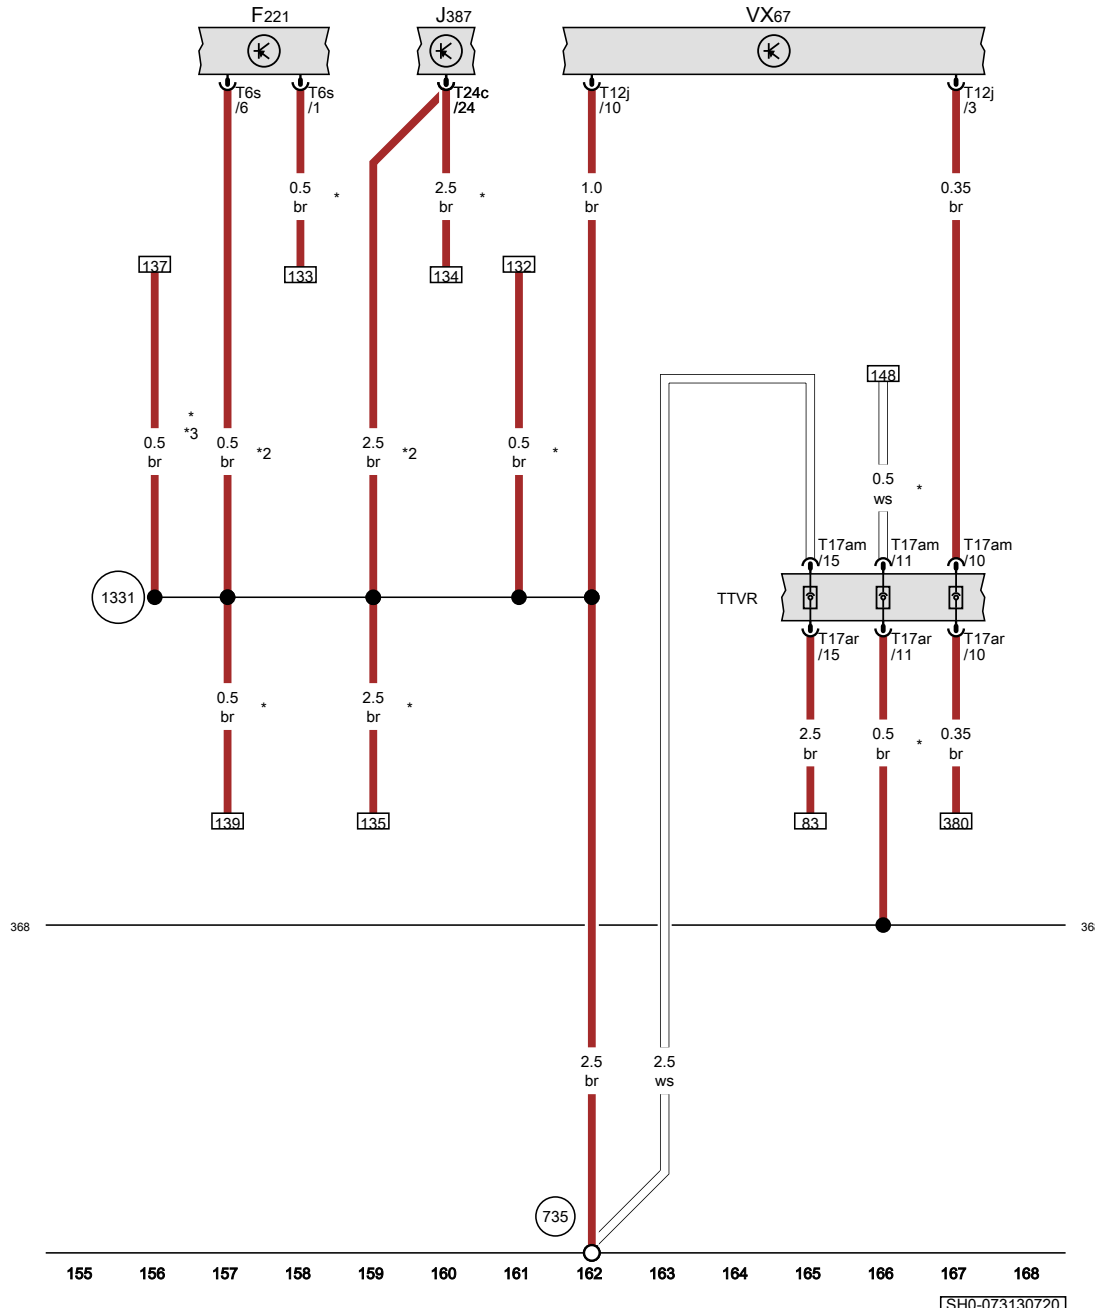 F221
J387
VX67
T6s
/6
T6s
/1
T24c
/24
T12j
/10
T12j
/3
0.5
br
*
2.5
br
*
1.0
br
0.35
br
137
133
134
132
148
*
*3
0.5
br
0.5
br
*2
2.5
br
*2
0.5
br
*
0.5
ws
*
T17am
/15
T17am
/11
T17am
/10
1331
TTVR
T17ar
/15
T17ar
/11
T17ar
/10
0.5
br
*
2.5
br
*
2.5
br
0.5
br
*
0.35
br
139
135
83
380
368
2.5
br
2.5
ws
735
155 156 157 158 159 160 161 162 163 164 165 166 167 168
SH0-073130720